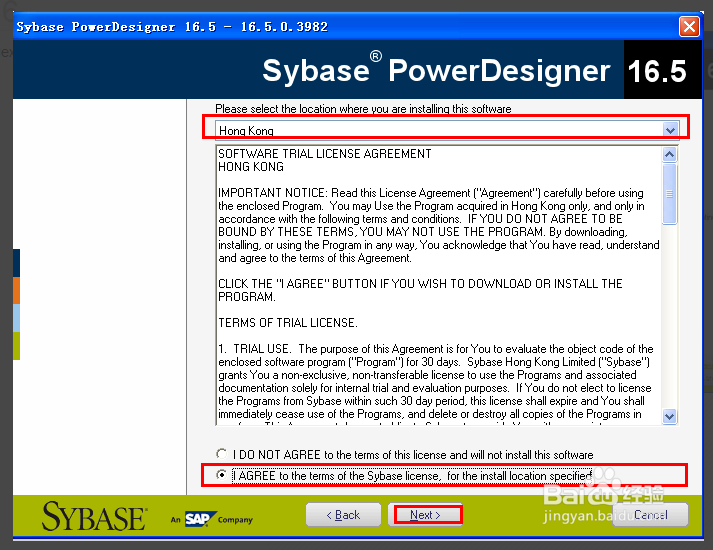 Sybase PowerDesigner 16.5 - 16.5.0.3982
Sybase® PowerDesigner 16.5
Please select the location where you are installing this software
Hong Kong
SOFTWARE TRIAL LICENSE AGREEMENT
HONG KONG
IMPORTANT NOTICE: Read this License Agreement ("Agreement") carefully before using
the enclosed Program.  You may Use the Program acquired in Hong Kong only, and only in
accordance with the following terms and conditions.  IF YOU DO NOT AGREE TO BE
BOUND BY THESE TERMS, YOU MAY NOT USE THE PROGRAM. By downloading,
installing, or using the Program in any way, You acknowledge that You have read, understand
and agree to the terms of this Agreement.
CLICK THE "I AGREE" BUTTON IF YOU WISH TO DOWNLOAD OR INSTALL THE
PROGRAM.
TERMS OF TRIAL LICENSE.
1.  TRIAL USE.  The purpose of this Agreement is for You to evaluate the object code of the
enclosed software program ("Program") for 30 days.  Sybase Hong Kong Limited ("Sybase")
grants You a non-exclusive, non-transferable license to use the Programs and associated
documentation solely for internal trial and evaluation purposes.  If You do not elect to license
the Programs from Sybase within such 30 day period, this license shall expire and You shall
immediately cease use of the Programs, and delete or destroy all copies of the Programs in
I DO NOT AGREE to the terms of this license and will not install this software
I AGREE to the terms of the Sybase license,  for the install location specified
SYBASE® An SAP Company
< Back
Next >
Cancel
Baidu 经验
jingyan.baidu